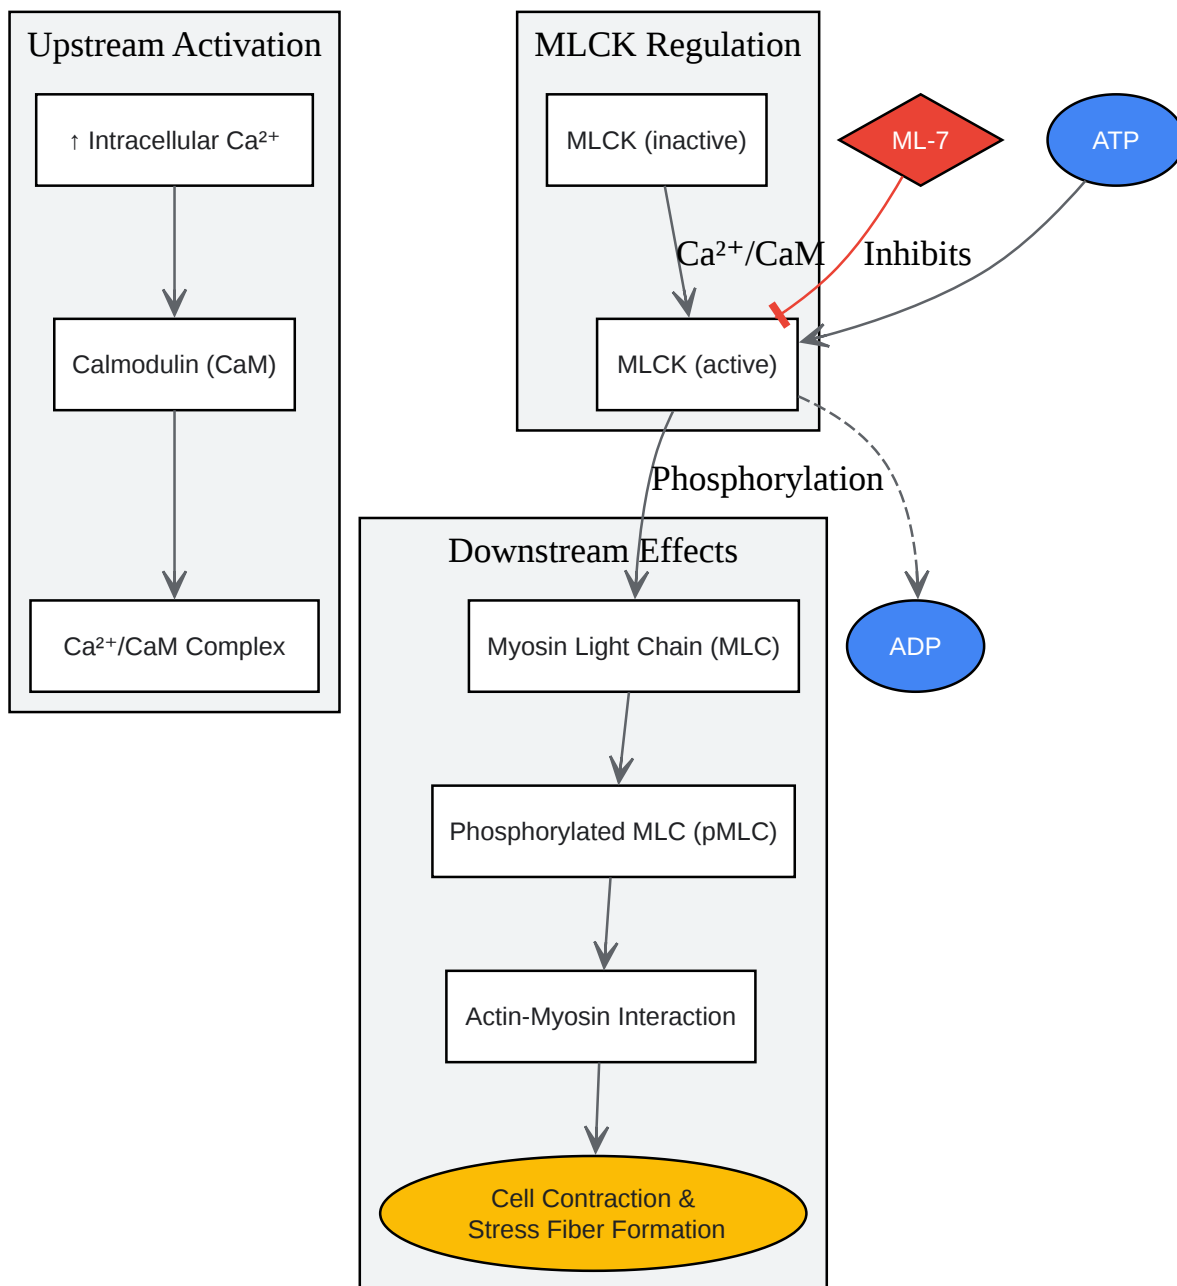 Upstream Activation
↑ Intracellular Ca²⁺
Calmodulin (CaM)
Ca²⁺/CaM Complex
MLCK Regulation
MLCK (inactive)
ML-7
ATP
Ca²⁺/CaM
Inhibits
MLCK (active)
Phosphorylation
Downstream Effects
Myosin Light Chain (MLC)
ADP
Phosphorylated MLC (pMLC)
Actin-Myosin Interaction
Cell Contraction &
Stress Fiber Formation